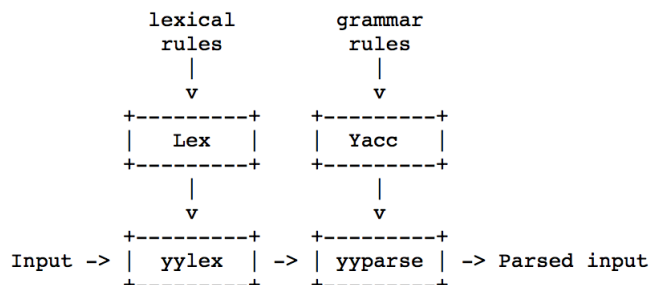 lexical grammar
rules rules
| |
v v
+---------+ +---------+
| Lex | | Yacc |
+---------+ +---------+
| |
v v
+---------+ +---------+
Input -> | yylex | -> | yyparse | -> Parsed input
+---------+ +---------+